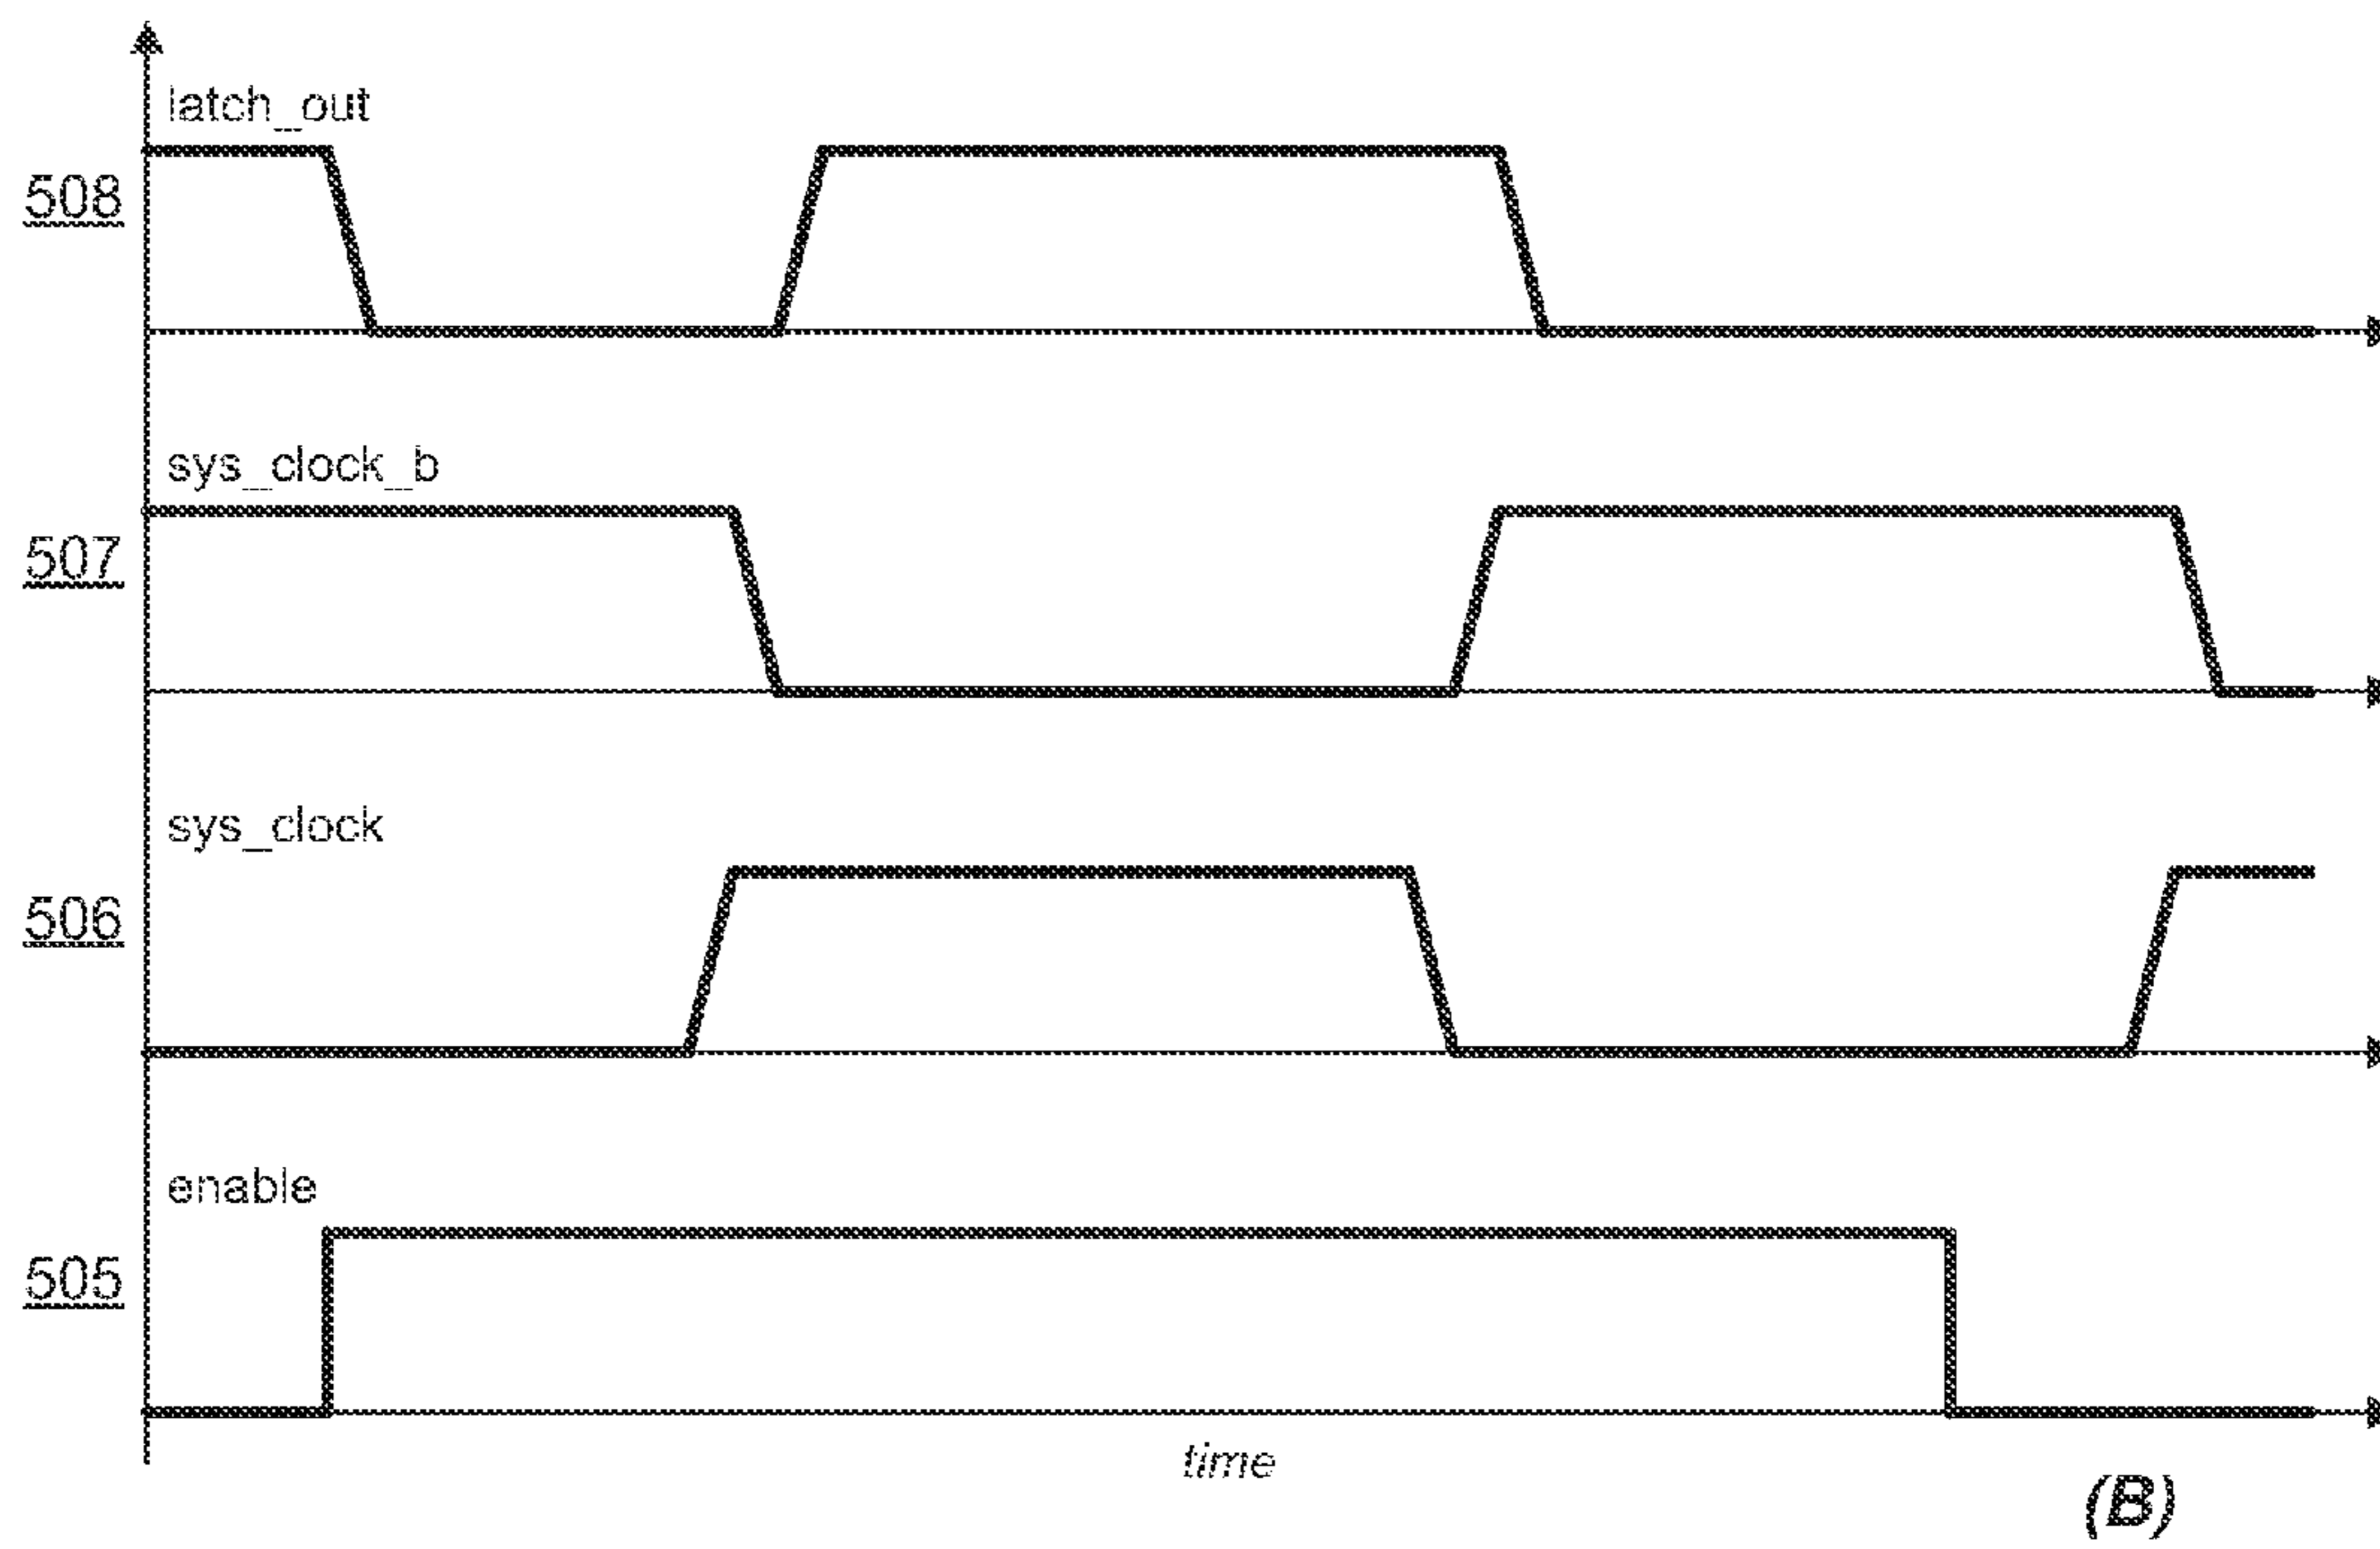 latch_out
508
sys_clock_b
507
sys_clock
506
enable
505
time
(B)